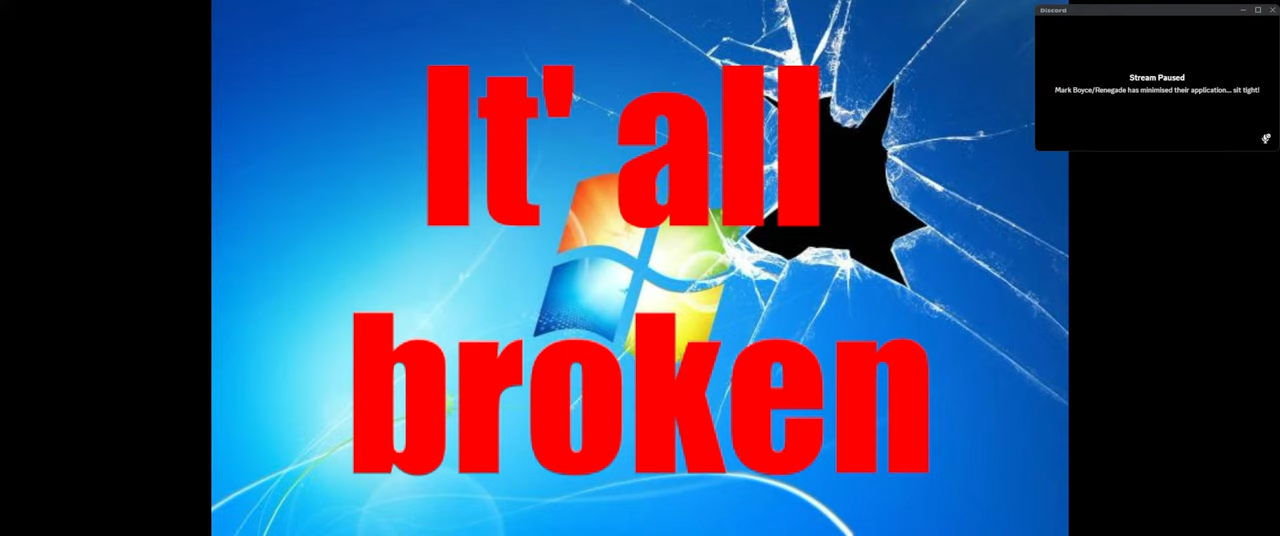 It' all
broken
Discord
Stream Paused
Mark Boyce/Renegade has minimised their application... sit tight!